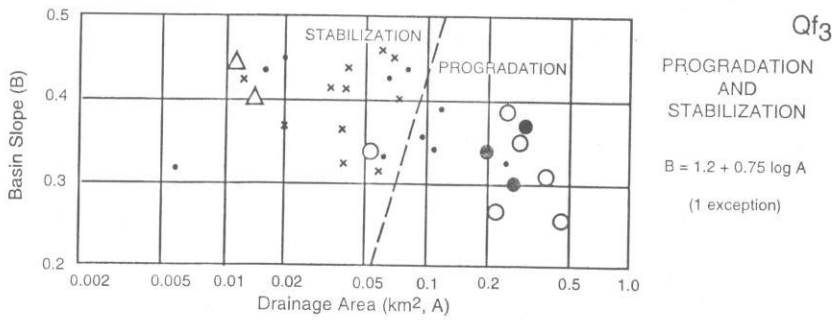 Qf3
0.5
STABILIZATION
PROGRADATION
0.4
0.3
0.2
Basin Slope (B)
0.002 0.005 0.01 0.02 0.05 0.1 0.2 0.5 1.0
Drainage Area (km², A)
PROGRADATION
AND
STABILIZATION
B = 1.2 + 0.75 log A
(1 exception)